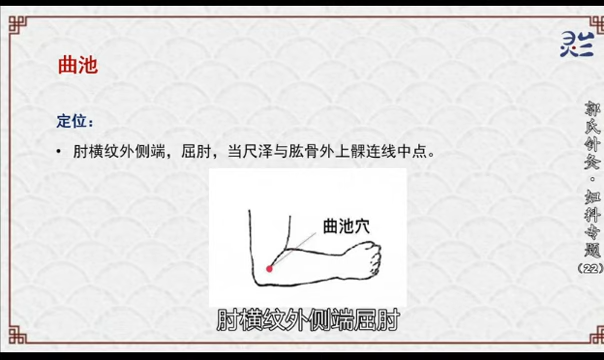 曲池
定位：
• 肘横纹外侧端，屈肘，当尺泽与肱骨外上髁连线中点。
曲池穴
肘横纹外侧端屈肘
灵兰
郭氏针灸·妇科专题
(22)